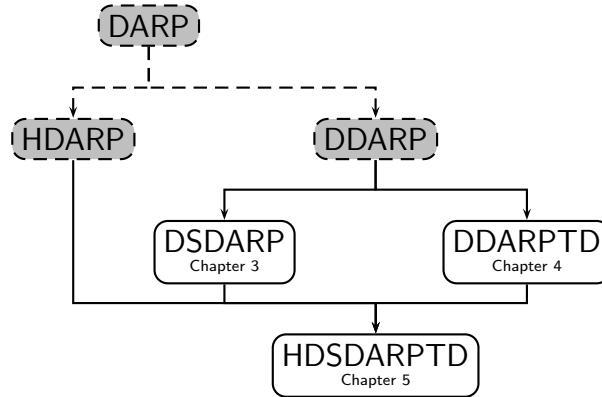 DARP
HDARP
DDARP
DSDARP
Chapter 3
DDARPTD
Chapter 4
HDSDARPTD
Chapter 5